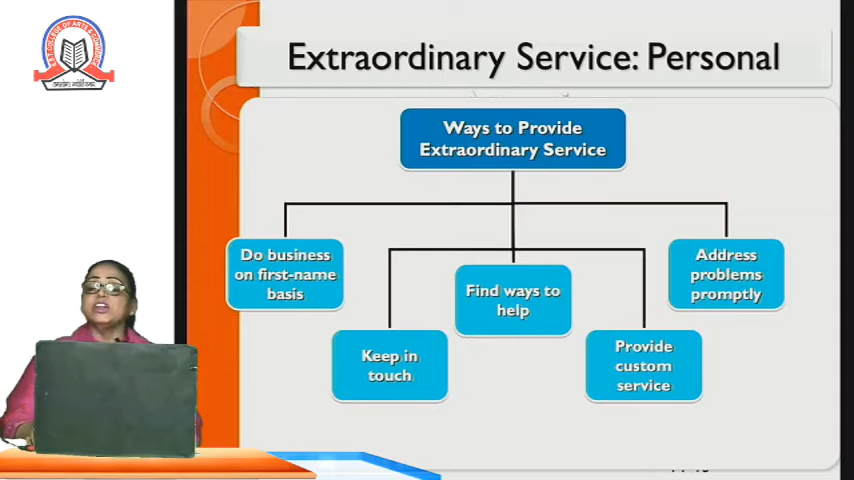 Extraordinary Service: Personal
Ways to Provide
Extraordinary Service
Do business
on first-name
basis
Keep in
touch
Find ways to
help
Provide
custom
service
Address
problems
promptly